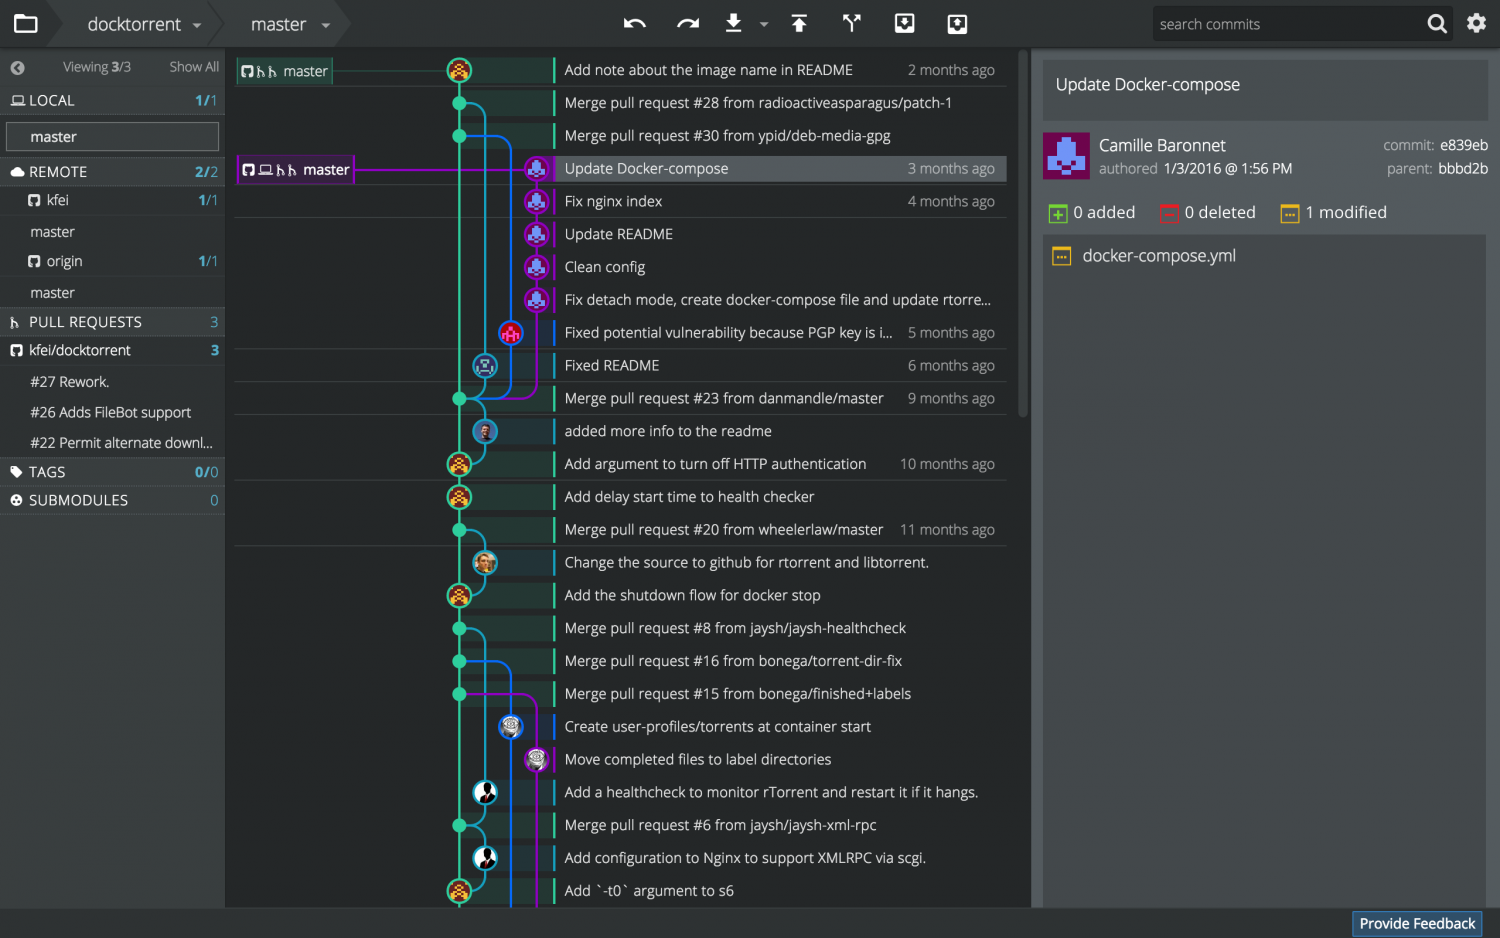 docktorrent
master
search commits
Viewing 3/3
Show All
LOCAL 1/1
master
REMOTE 2/2
kfei 1/1
master
origin 1/1
master
PULL REQUESTS 3
kfei/docktorrent 3
#27 Rework.
#26 Adds FileBot support
#22 Permit alternate downl...
TAGS 0/0
SUBMODULES 0
master
Add note about the image name in README 2 months ago
Merge pull request #28 from radioactiveasparagus/patch-1
Merge pull request #30 from ypid/deb-media-gpg
master
Update Docker-compose 3 months ago
Fix nginx index 4 months ago
Update README
Clean config
Fix detach mode, create docker-compose file and update rtorre...
Fixed potential vulnerability because PGP key is i... 5 months ago
Fixed README 6 months ago
Merge pull request #23 from danmandle/master 9 months ago
added more info to the readme
Add argument to turn off HTTP authentication 10 months ago
Add delay start time to health checker
Merge pull request #20 from wheelerlaw/master 11 months ago
Change the source to github for rtorrent and libtorrent.
Add the shutdown flow for docker stop
Merge pull request #8 from jaysh/jaysh-healthcheck
Merge pull request #16 from bonega/torrent-dir-fix
Merge pull request #15 from bonega/finished+labels
Create user-profiles/torrents at container start
Move completed files to label directories
Add a healthcheck to monitor rTorrent and restart it if it hangs.
Merge pull request #6 from jaysh/jaysh-xml-rpc
Add configuration to Nginx to support XMLRPC via scgi.
Add `-t0` argument to s6
Update Docker-compose
Camille Baronnet
commit: e839eb
authored 1/3/2016 @ 1:56 PM
parent: bbbd2b
0 added
0 deleted
1 modified
docker-compose.yml
Provide Feedback